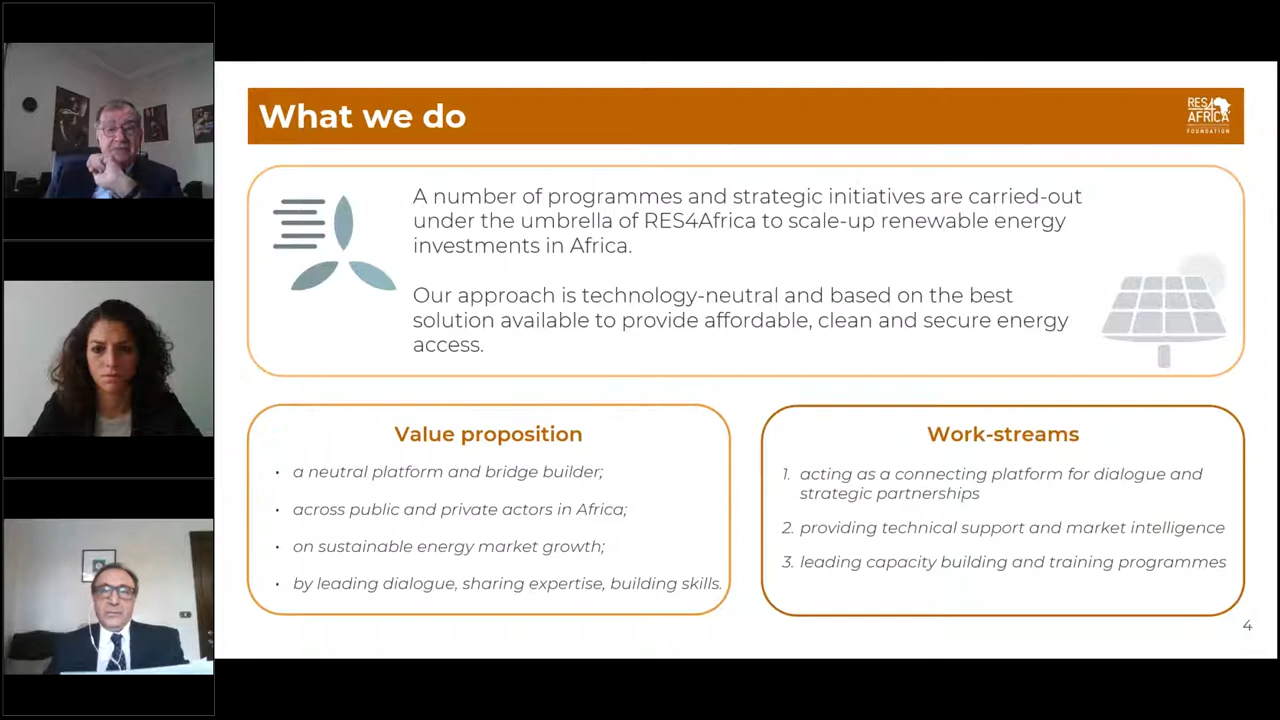 What we do
RES4
AFRICA
FOUNDATION
A number of programmes and strategic initiatives are carried-out
under the umbrella of RES4Africa to scale-up renewable energy
investments in Africa.
Our approach is technology-neutral and based on the best
solution available to provide affordable, clean and secure energy
access.
Value proposition
• a neutral platform and bridge builder;
• across public and private actors in Africa;
• on sustainable energy market growth;
• by leading dialogue, sharing expertise, building skills.
Work-streams
1. acting as a connecting platform for dialogue and
strategic partnerships
2. providing technical support and market intelligence
3. leading capacity building and training programmes
4